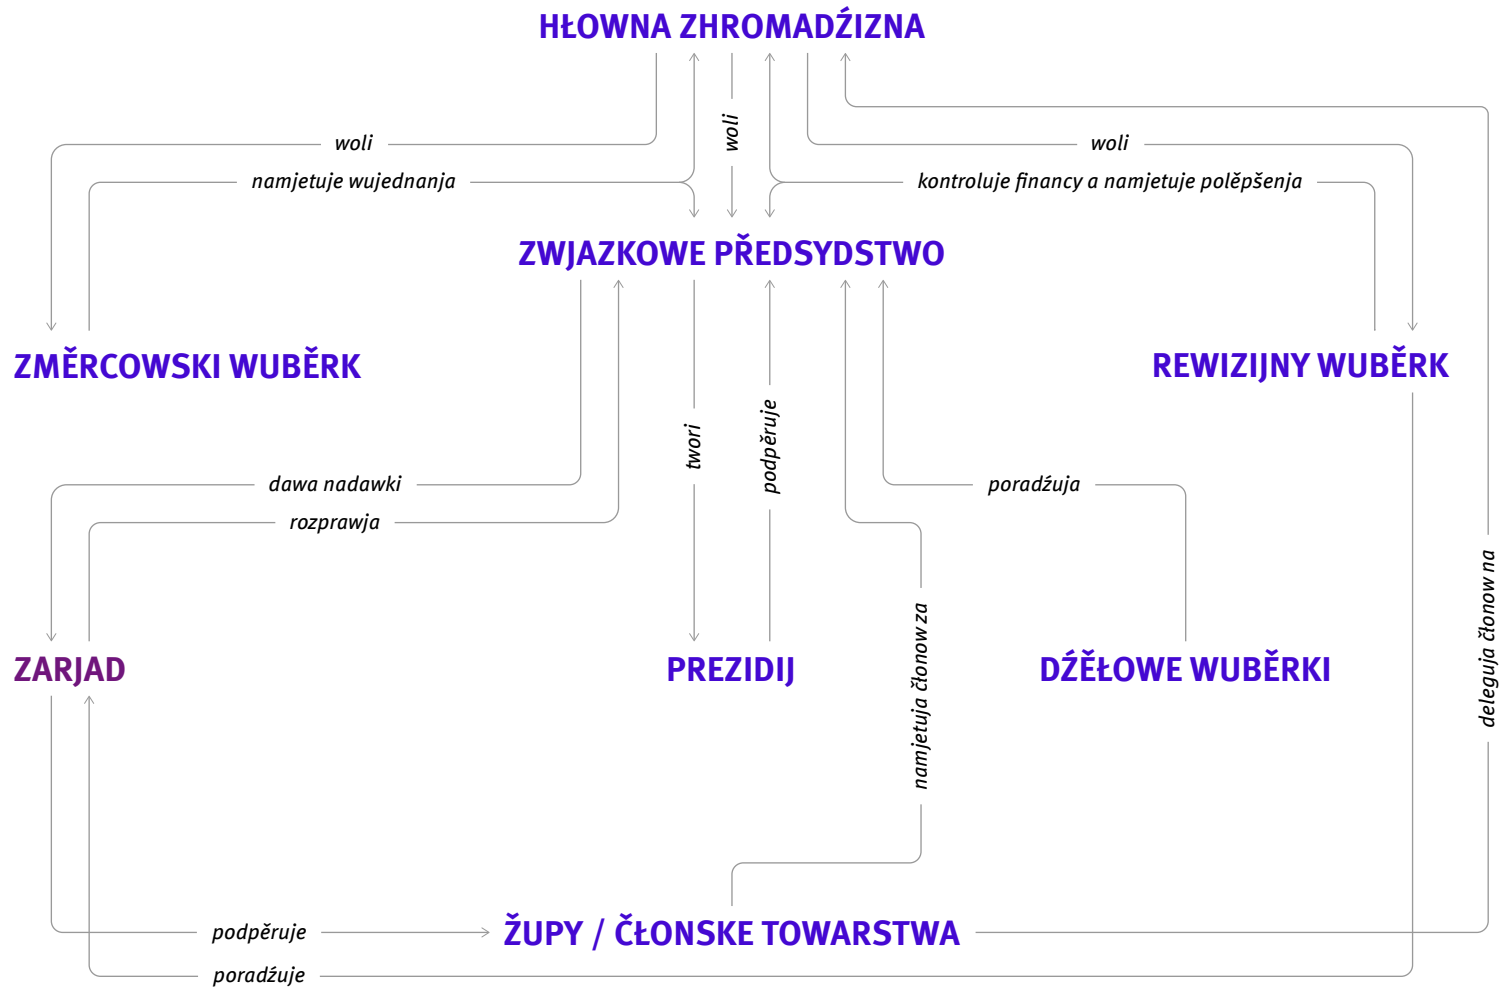 HŁOWNA ZHROMADŹIZNA
woli
woli
woli
namjetuje wujednanja
kontroluje financy a namjetuje polěpšenja
ZWJAZKOWE PŘEDSYDSTWO
ZMĚRCOWSKI WUBĚRK
REWIZIJNY WUBĚRK
twori
podpěruje
dawa nadawki
poradźuja
rozprawja
namjetuja čłonow za
deleguja čłonow na
ZARJAD
PREZIDIJ
DŹĚŁOWE WUBĚRKI
podpěruje
ŽUPY / ČŁONSKE TOWARSTWA
poradźuje